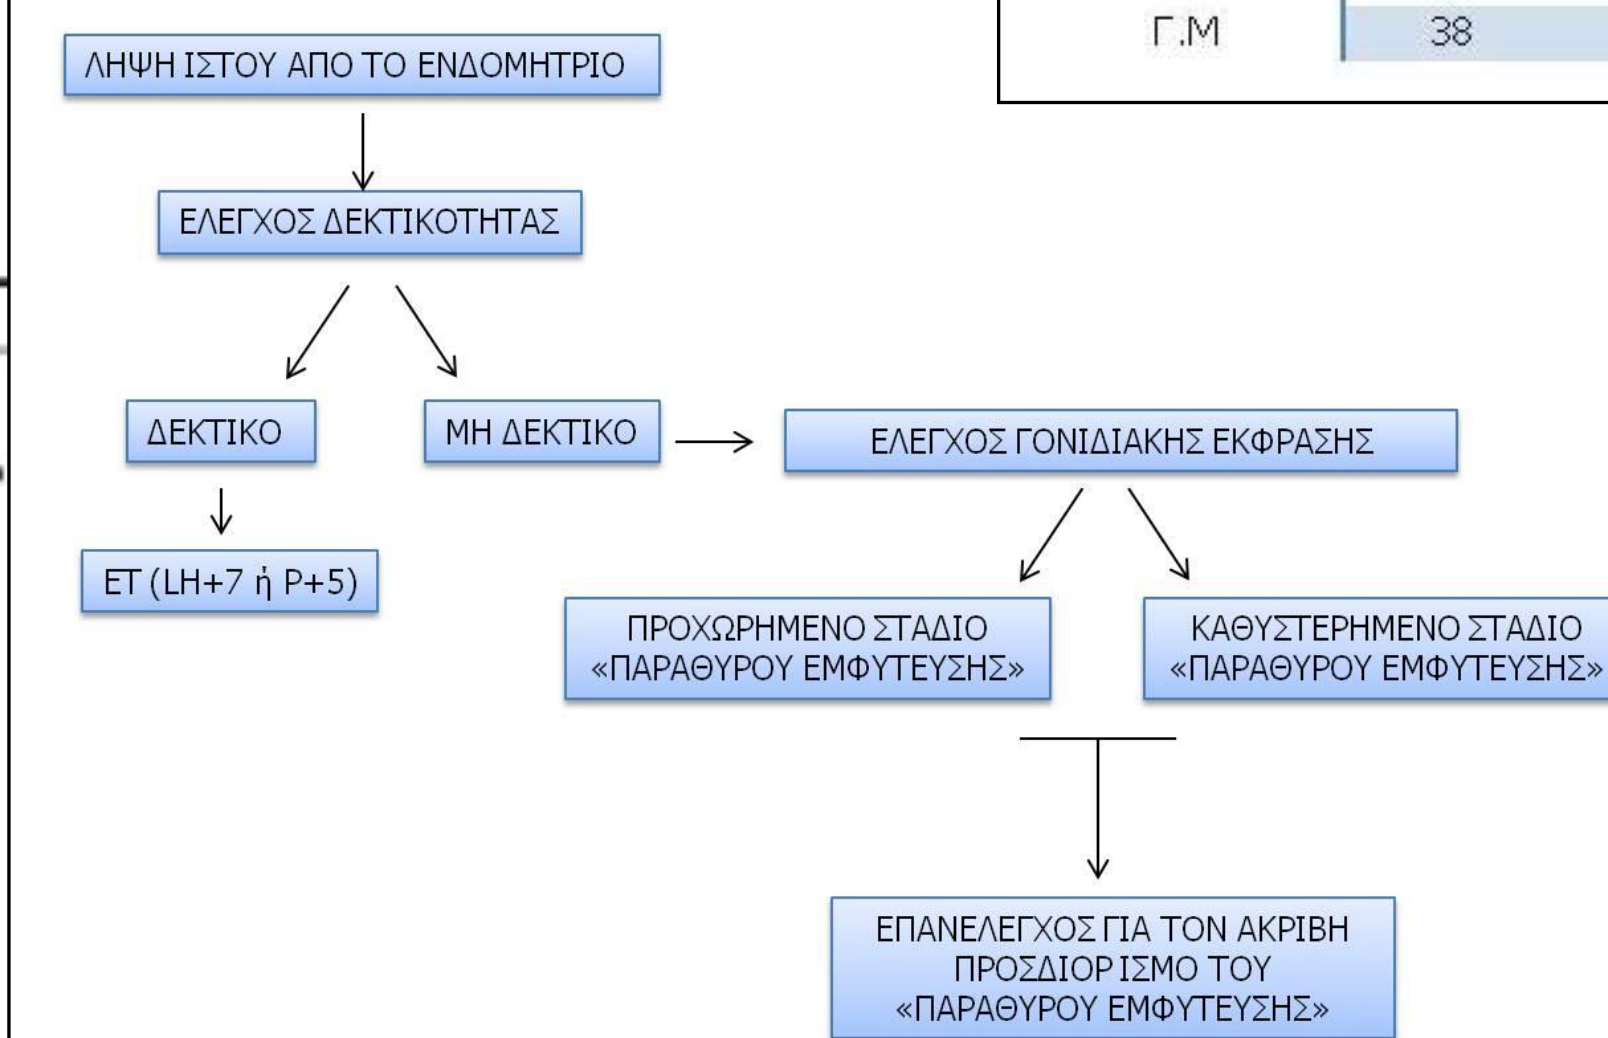 Γ.Μ 38
ΛΗΨΗ ΙΣΤΟΥ ΑΠΟ ΤΟ ΕΝΔΟΜΗΤΡΙΟ
ΕΛΕΓΧΟΣ ΔΕΚΤΙΚΟΤΗΤΑΣ
ΔΕΚΤΙΚΟ
ΜΗ ΔΕΚΤΙΚΟ
ΕΛΕΓΧΟΣ ΓΟΝΙΔΙΑΚΗΣ ΕΚΦΡΑΣΗΣ
ET (LH+7 ή P+5)
ΠΡΟΧΩΡΗΜΕΝΟ ΣΤΑΔΙΟ
«ΠΑΡΑΘΥΡΟΥ ΕΜΦΥΤΕΥΣΗΣ»
ΚΑΘΥΣΤΕΡΗΜΕΝΟ ΣΤΑΔΙΟ
«ΠΑΡΑΘΥΡΟΥ ΕΜΦΥΤΕΥΣΗΣ»
ΕΠΑΝΕΛΕΓΧΟΣ ΓΙΑ ΤΟΝ ΑΚΡΙΒΗ
ΠΡΟΣΔΙΟΡΙΣΜΟ ΤΟΥ
«ΠΑΡΑΘΥΡΟΥ ΕΜΦΥΤΕΥΣΗΣ»